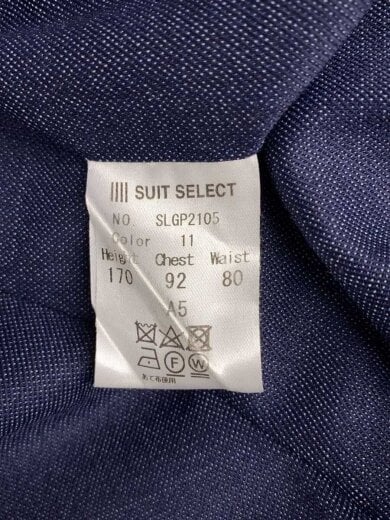 SUIT SELECT
NO. SLGP2105
Color 11
Height Chest Waist
170 92 80
A5
F W
あて布使用